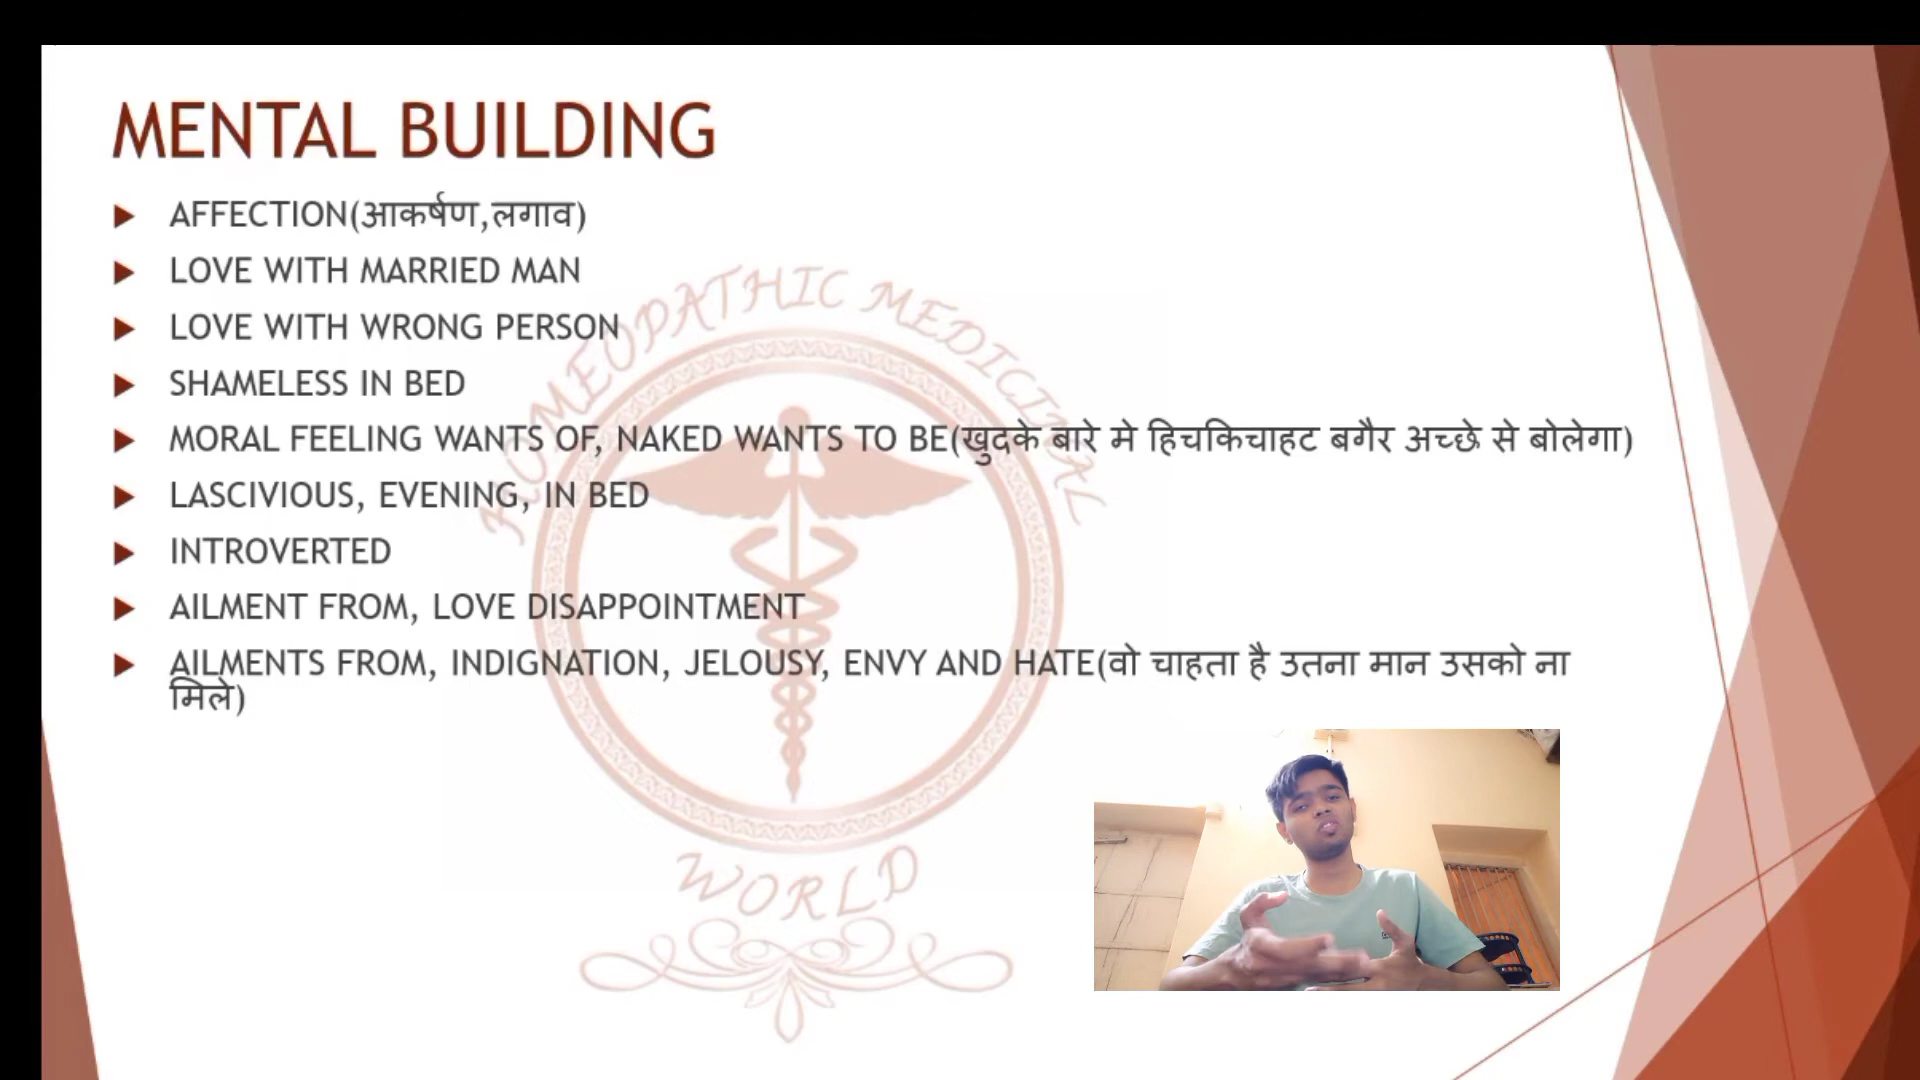 MENTAL BUILDING
AFFECTION(आकर्षण,लगाव)
LOVE WITH MARRIED MAN
LOVE WITH WRONG PERSON
SHAMELESS IN BED
MORAL FEELING WANTS OF, NAKED WANTS TO BE(खुदके बारे मे हिचकिचाहट बगैर अच्छे से बोलेगा)
LASCIVIOUS, EVENING, IN BED
INTROVERTED
AILMENT FROM, LOVE DISAPPOINTMENT
AILMENTS FROM, INDIGNATION, JELOUSY, ENVY AND HATE(वो चाहता है उतना मान उसको ना
मिले)
HOMEOPATHIC MEDICINAL
WORLD